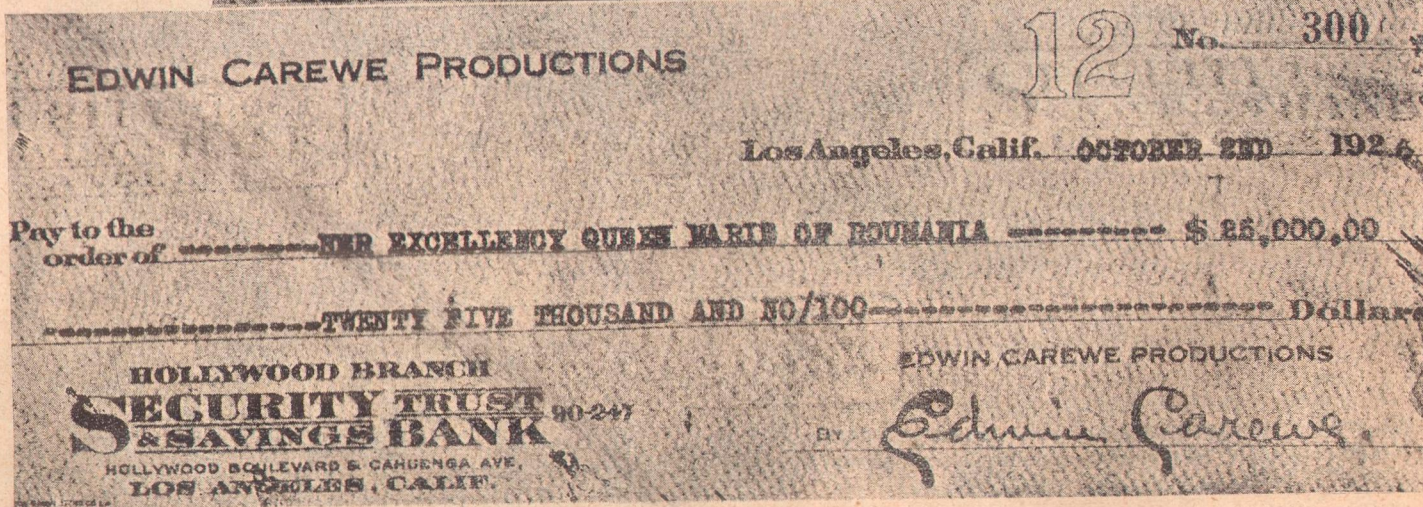 12 No. 300
EDWIN CAREWE PRODUCTIONS
Los Angeles, Calif. OCTOBER 2ND 1926
Pay to the
order of --------HER EXCELLENCY QUEEN MARIE OF ROUMANIA --------- $ 25,000,00
----------------TWENTY FIVE THOUSAND AND NO/100------------------------ Dollars
EDWIN CAREWE PRODUCTIONS
HOLLYWOOD BRANCH
SECURITY TRUST
& SAVINGS BANK 90-247
BY Edwin Carewe.
HOLLYWOOD BOULEVARD & CAHUENGA AVE,
LOS ANGELES, CALIF.